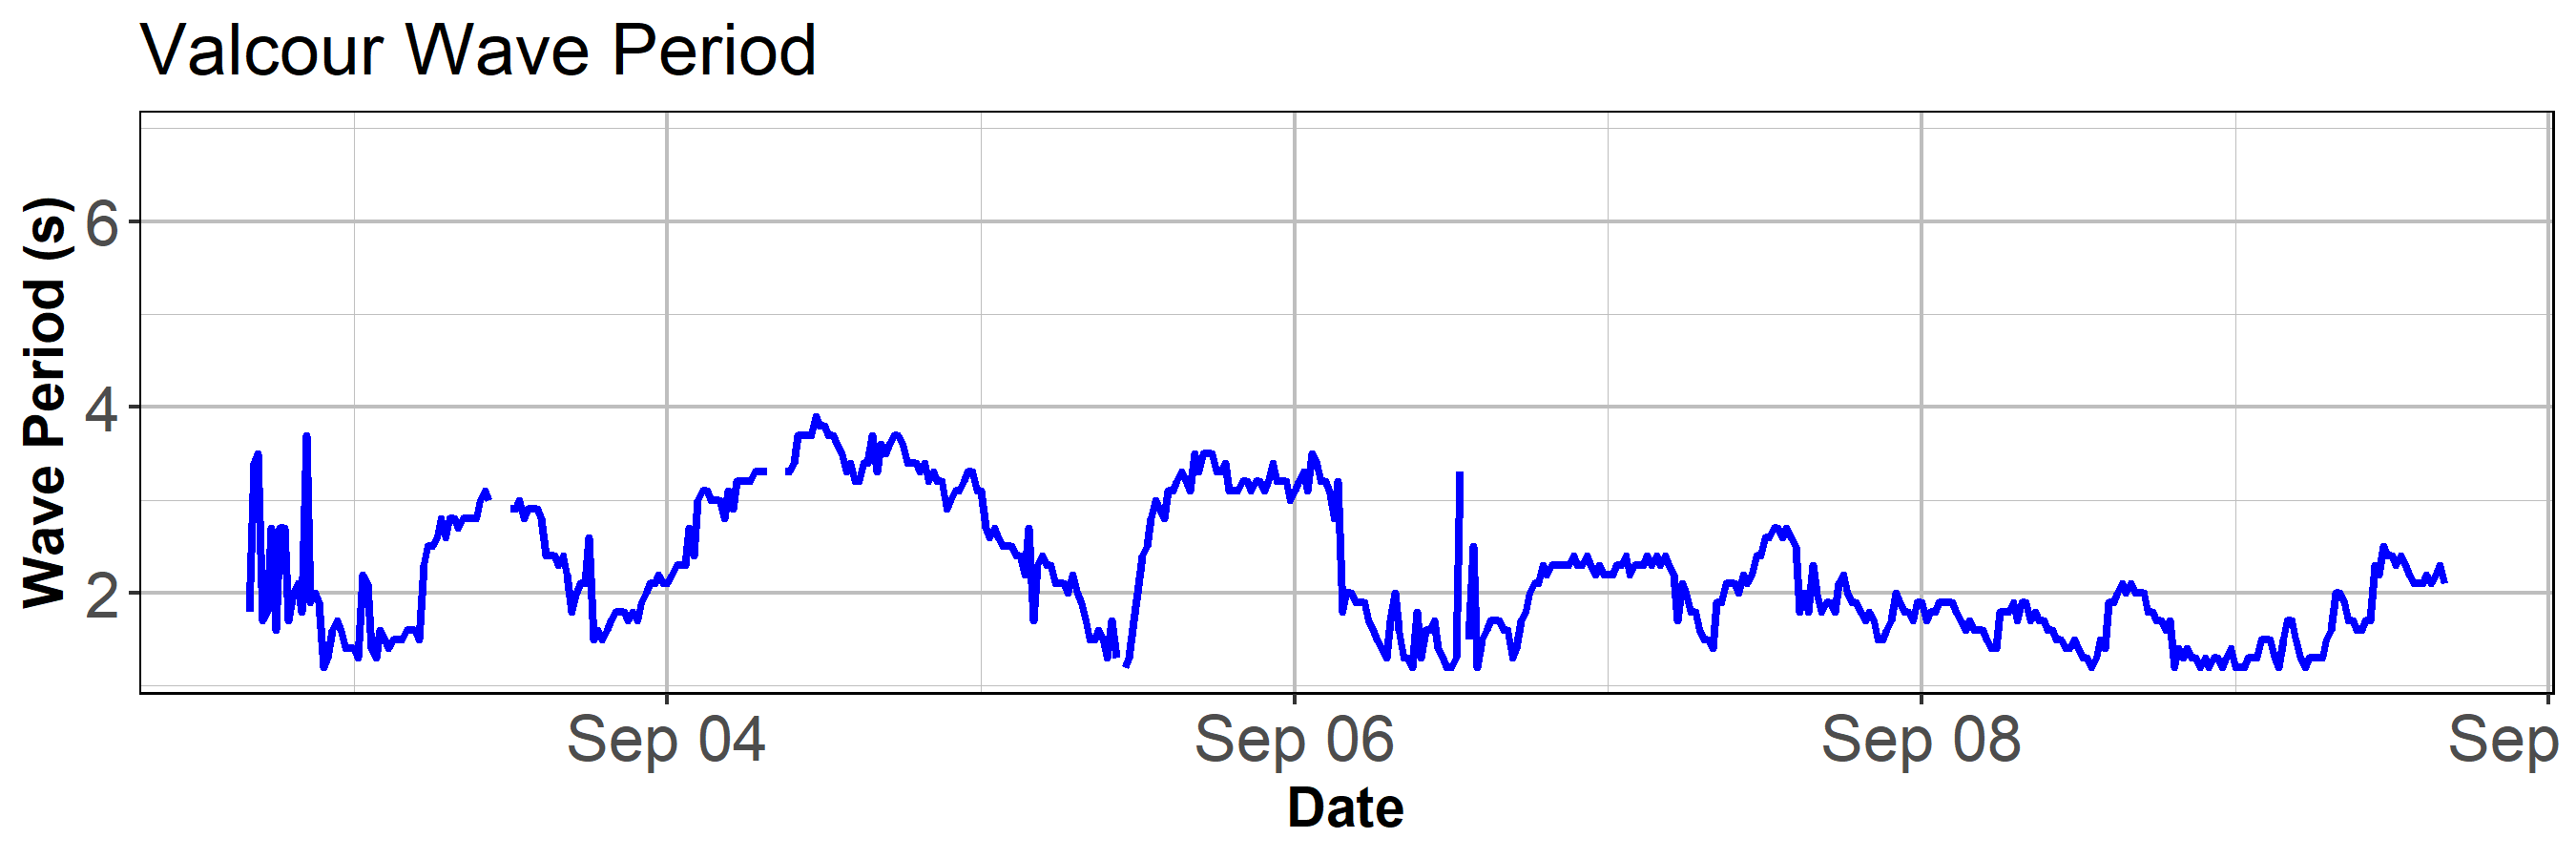 Valcour Wave Period
Wave Period (s)
6
4
2
Sep 04
Sep 06
Sep 08
Sep
Date